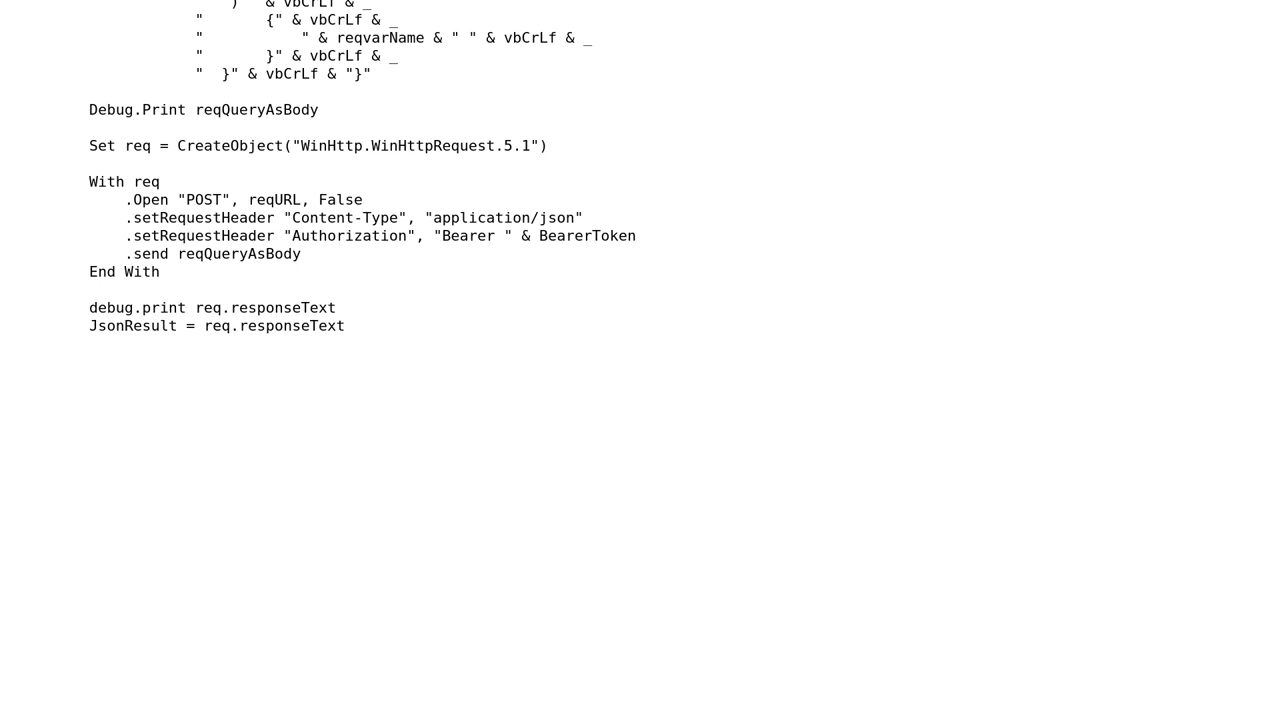 )"  & vbCrLf & _
"       {" & vbCrLf & _
"           " & reqvarName & " " & vbCrLf & _
"       }" & vbCrLf & _
"  }" & vbCrLf & "}"
Debug.Print reqQueryAsBody
Set req = CreateObject("WinHttp.WinHttpRequest.5.1")
With req
.Open "POST", reqURL, False
.setRequestHeader "Content-Type", "application/json"
.setRequestHeader "Authorization", "Bearer " & BearerToken
.send reqQueryAsBody
End With
debug.print req.responseText
JsonResult = req.responseText